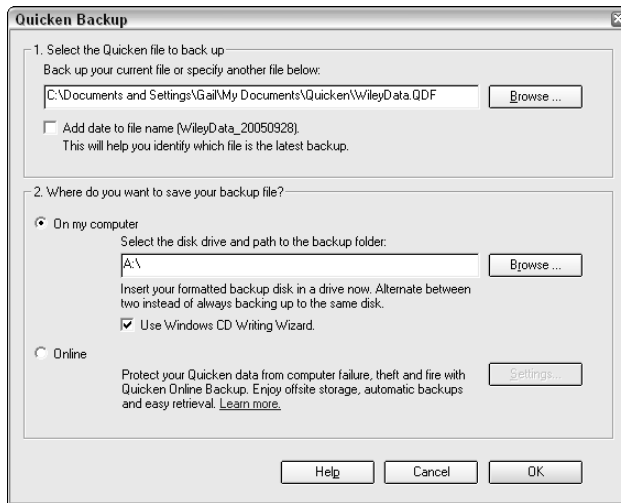 Quicken Backup
1. Select the Quicken file to back up
Back up your current file or specify another file below:
C:\Documents and Settings\Gail\My Documents\Quicken\WileyData.QDF
Browse ...
Add date to file name (WileyData_20050928).
This will help you identify which file is the latest backup.
2. Where do you want to save your backup file?
On my computer
Select the disk drive and path to the backup folder:
A:\
Browse ...
Insert your formatted backup disk in a drive now. Alternate between
two instead of always backing up to the same disk.
Use Windows CD Writing Wizard.
Online
Protect your Quicken data from computer failure, theft and fire with
Quicken Online Backup. Enjoy offsite storage, automatic backups
and easy retrieval. Learn more.
Settings...
Help
Cancel
OK